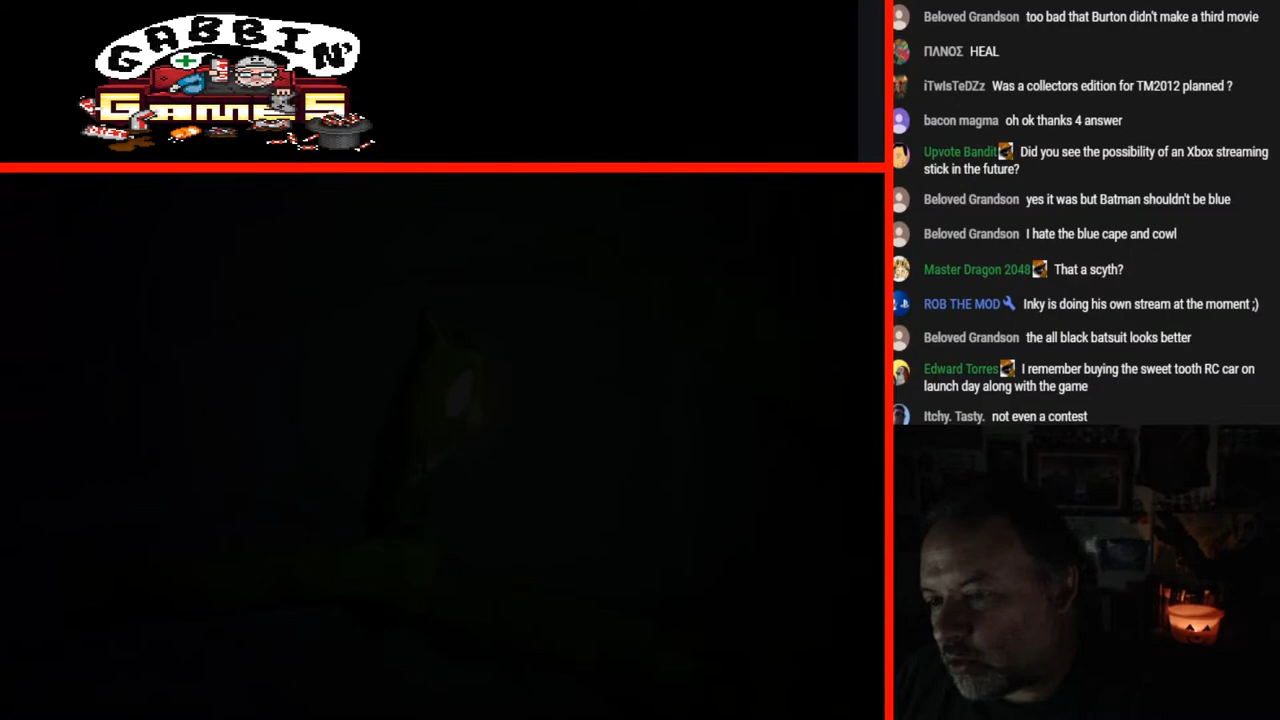 GABBIN'
GAMES
Beloved Grandson too bad that Burton didn't make a third movie
ΠΛΝΟΣ HEAL
iTwIsTeDZz Was a collectors edition for TM2012 planned ?
bacon magma oh ok thanks 4 answer
Upvote Bandit Did you see the possibility of an Xbox streaming
stick in the future?
Beloved Grandson yes it was but Batman shouldn't be blue
Beloved Grandson I hate the blue cape and cowl
Master Dragon 2048 That a scyth?
ROB THE MOD Inky is doing his own stream at the moment ;)
Beloved Grandson the all black batsuit looks better
Edward Torres I remember buying the sweet tooth RC car on
launch day along with the game
Itchy. Tasty. not even a contest